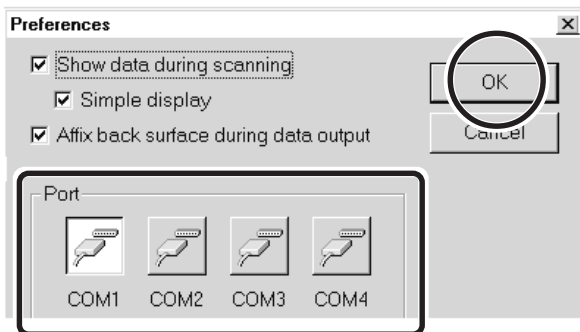 Preferences
Show data during scanning
Simple display
Affix back surface during data output
OK
Cancel
Port
COM1 COM2 COM3 COM4